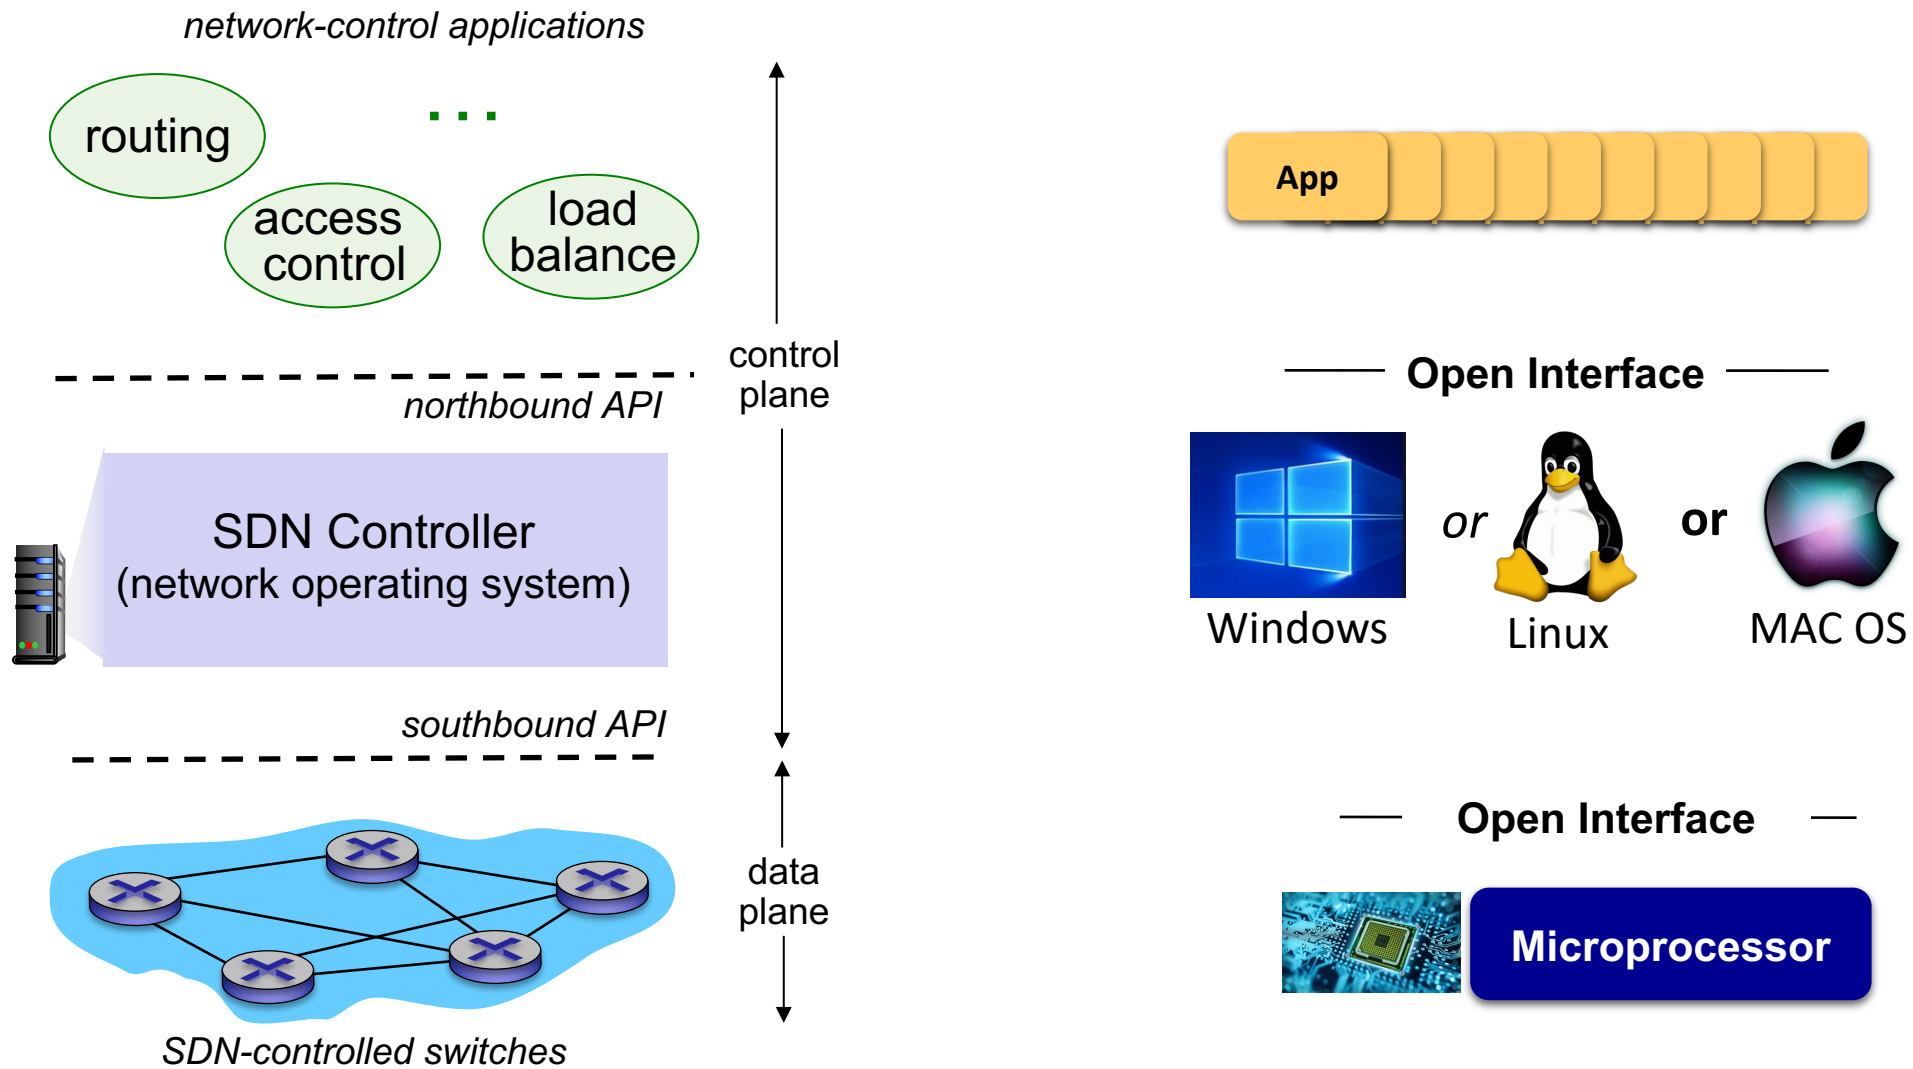 network-control applications
routing
...
access
control
load
balance
northbound API
control
plane
SDN Controller
(network operating system)
southbound API
data
plane
SDN-controlled switches
App
Open Interface
or
or
Windows
Linux
MAC OS
Open Interface
Microprocessor